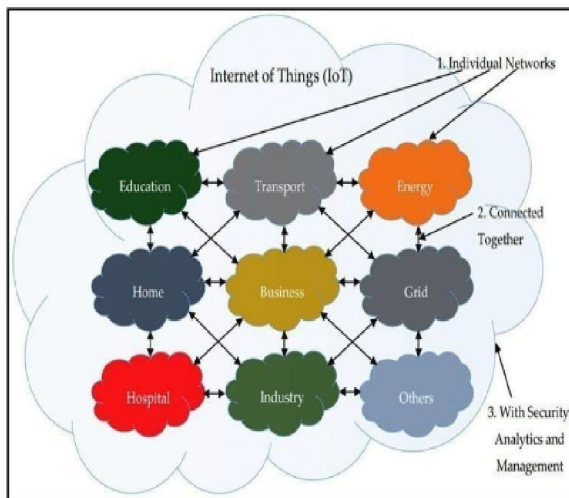 1. Individual Networks
Internet of Things (IoT)
Education
Transport
Energy
2. Connected
Together
Home
Business
Grid
Hospital
Industry
Others
3. With Security
Analytics and
Management